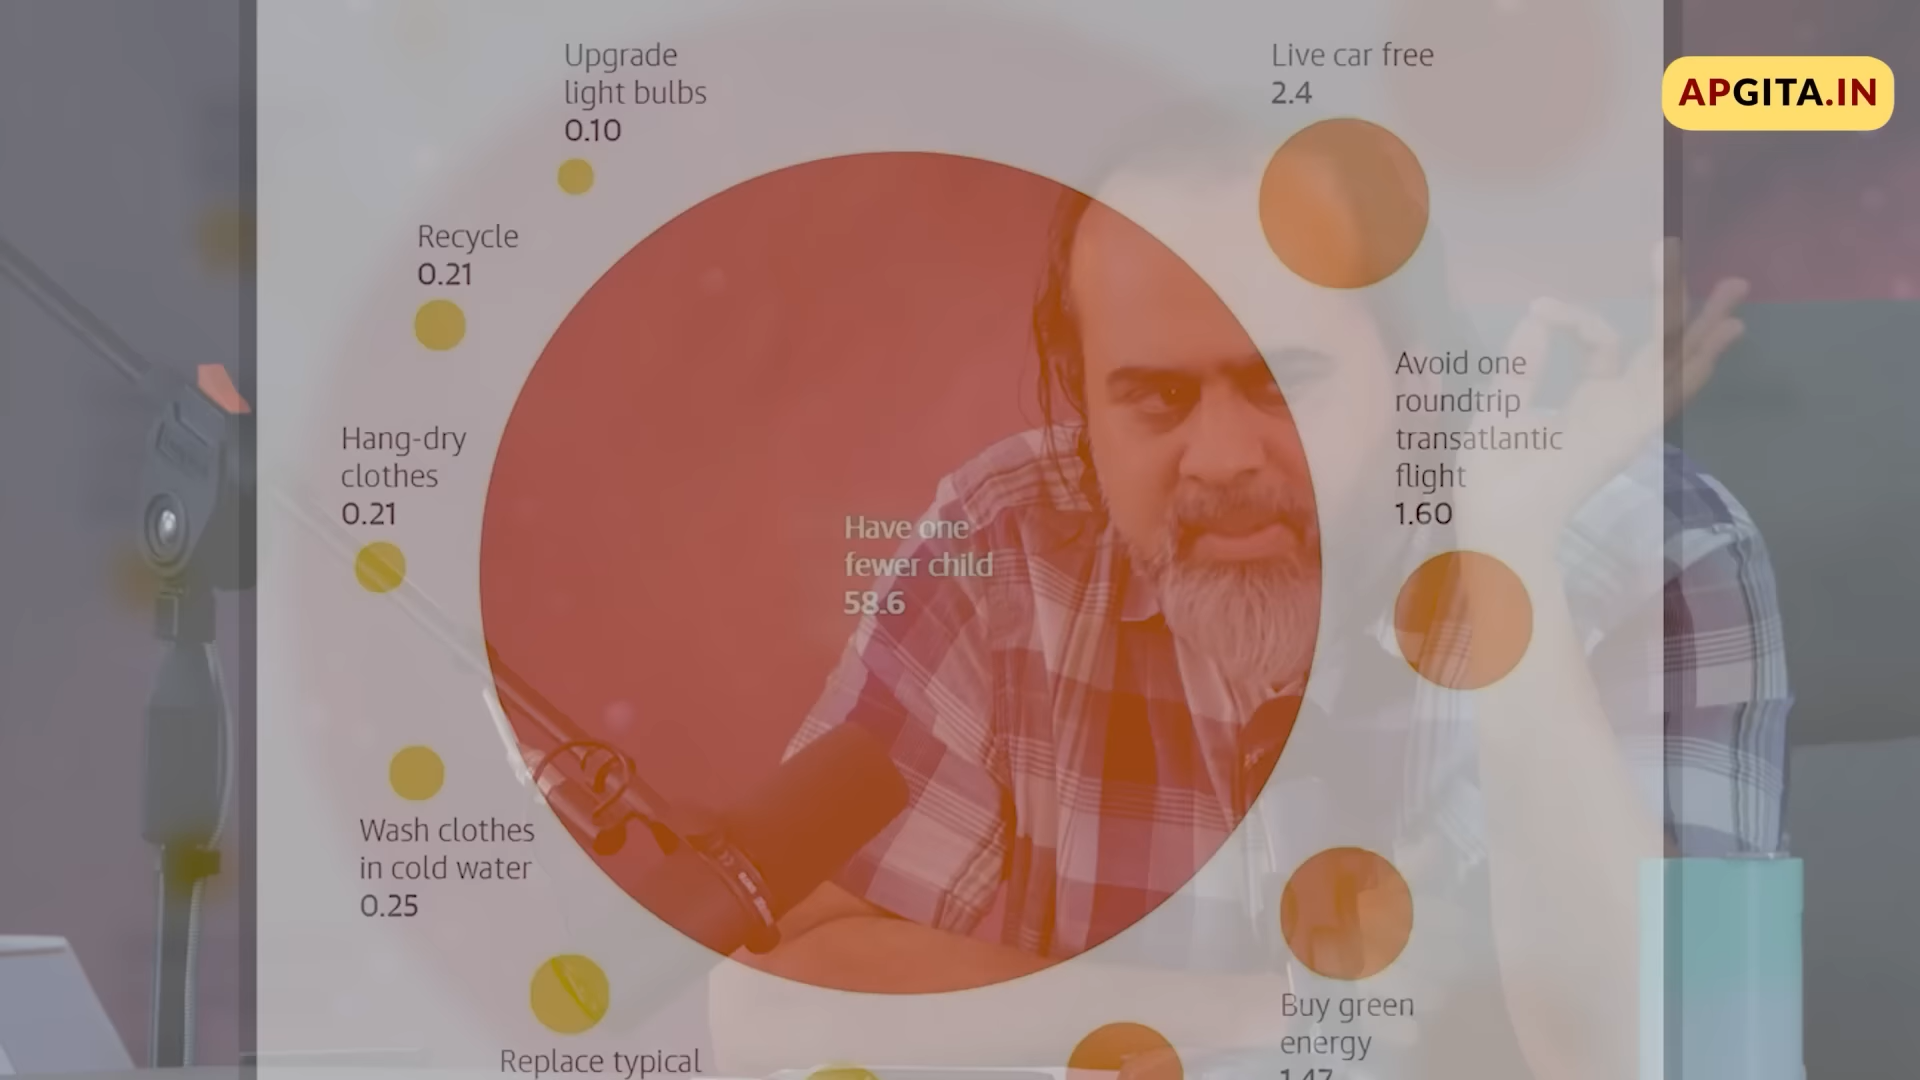 Upgrade
light bulbs
0.10
Live car free
2.4
APGITA.IN
Recycle
0.21
Avoid one
roundtrip
transatlantic
flight
1.60
Hang-dry
clothes
0.21
Have one
fewer child
58.6
Wash clothes
in cold water
0.25
Buy green
energy
1.47
Replace typical